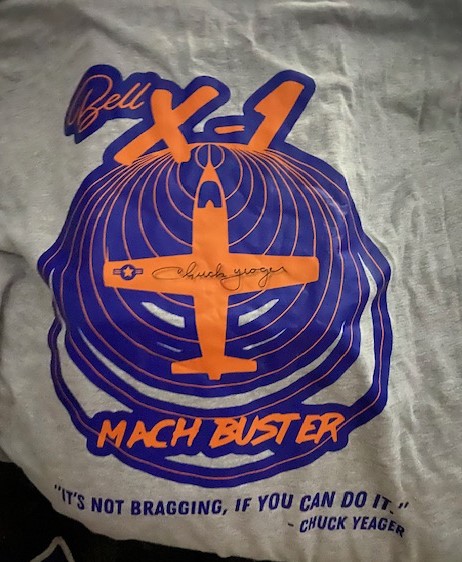 Bell X-1
Chuck Yeager
MACH BUSTER
"IT'S NOT BRAGGING, IF YOU CAN DO IT."
- CHUCK YEAGER